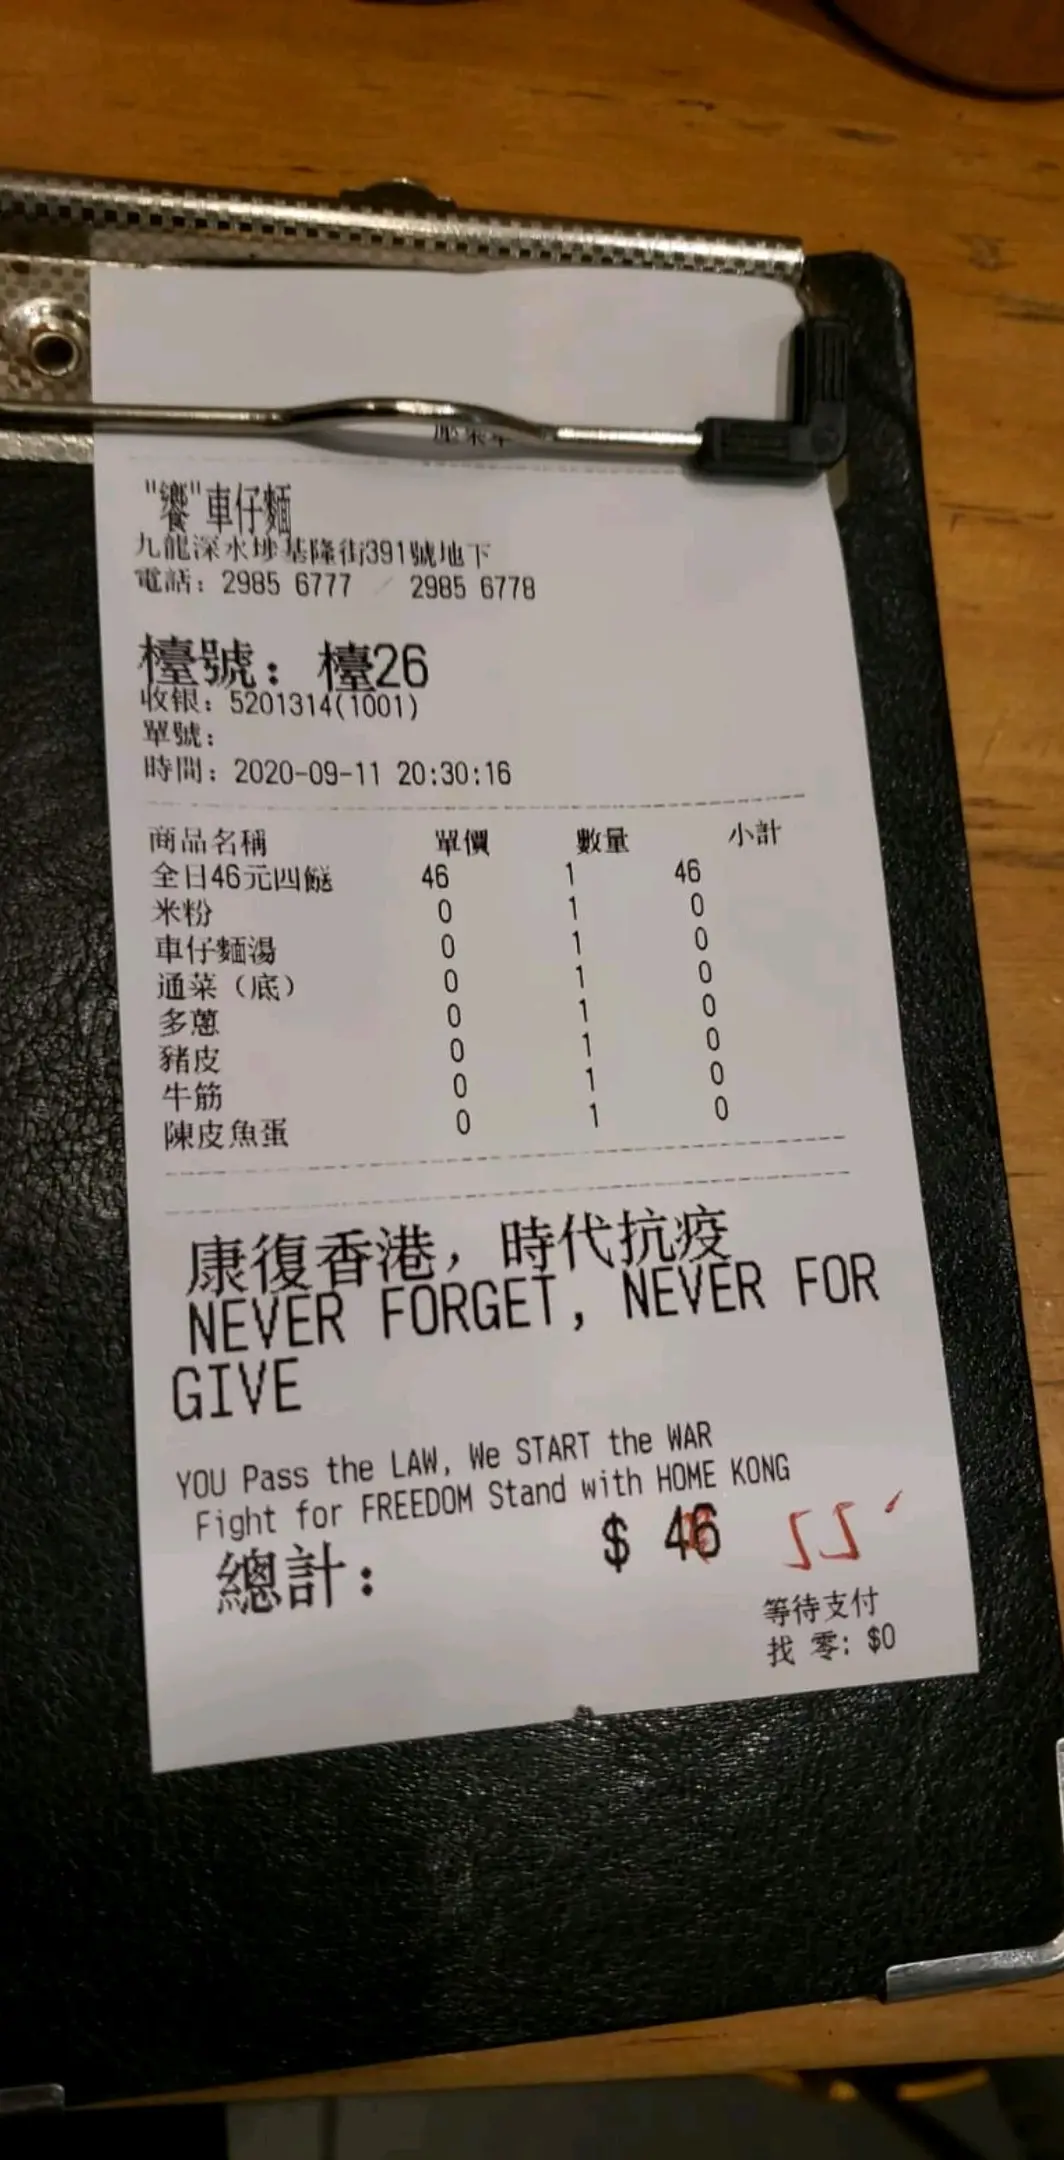 "饗"車仔麵
九龍深水埗基隆街391號地下
電話: 2985 6777 / 2985 6778
檯號: 檯26
收银: 5201314(1001)
單號:
時間: 2020-09-11 20:30:16
商品名稱 單價 數量 小計
全日46元四餸 46 1 46
米粉 0 1 0
車仔麵湯 0 1 0
通菜（底） 0 1 0
多蔥 0 1 0
豬皮 0 1 0
牛筋 0 1 0
陳皮魚蛋 0 1 0
康復香港, 時代抗疫
NEVER FORGET, NEVER FOR
GIVE
YOU Pass the LAW, We START the WAR
Fight for FREEDOM Stand with HOME KONG
總計: $ 46
等待支付
找 零: $0